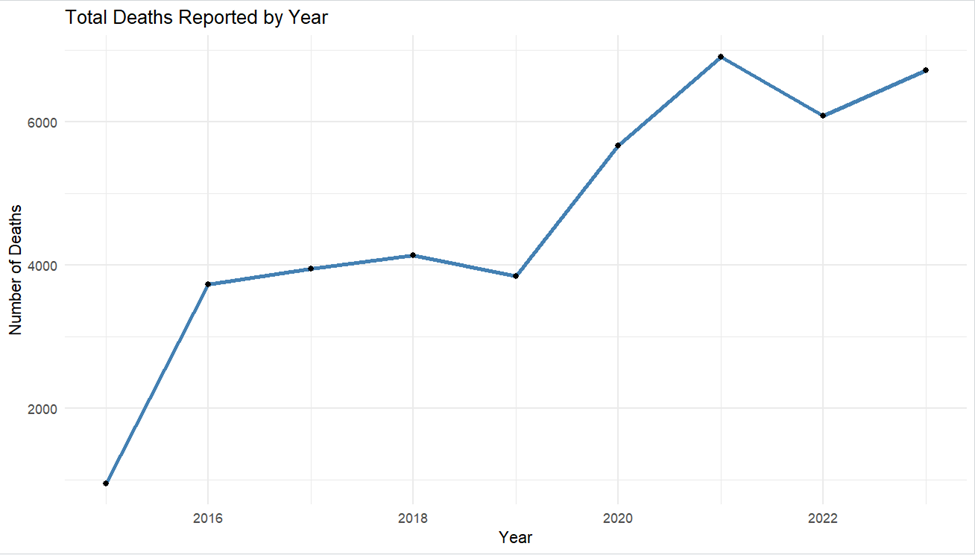 Total Deaths Reported by Year
Number of Deaths
6000
4000
2000
2016 2018 2020 2022
Year